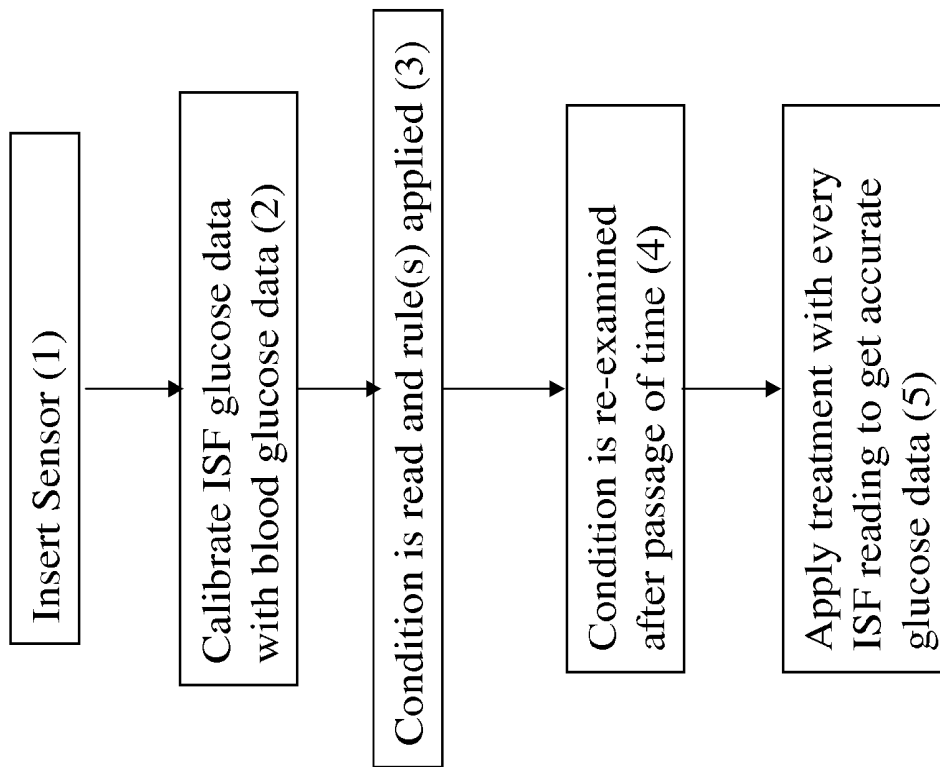 Insert Sensor (1)
Calibrate ISF glucose data
with blood glucose data (2)
Condition is read and rule(s) applied (3)
Condition is re-examined
after passage of time (4)
Apply treatment with every
ISF reading to get accurate
glucose data (5)